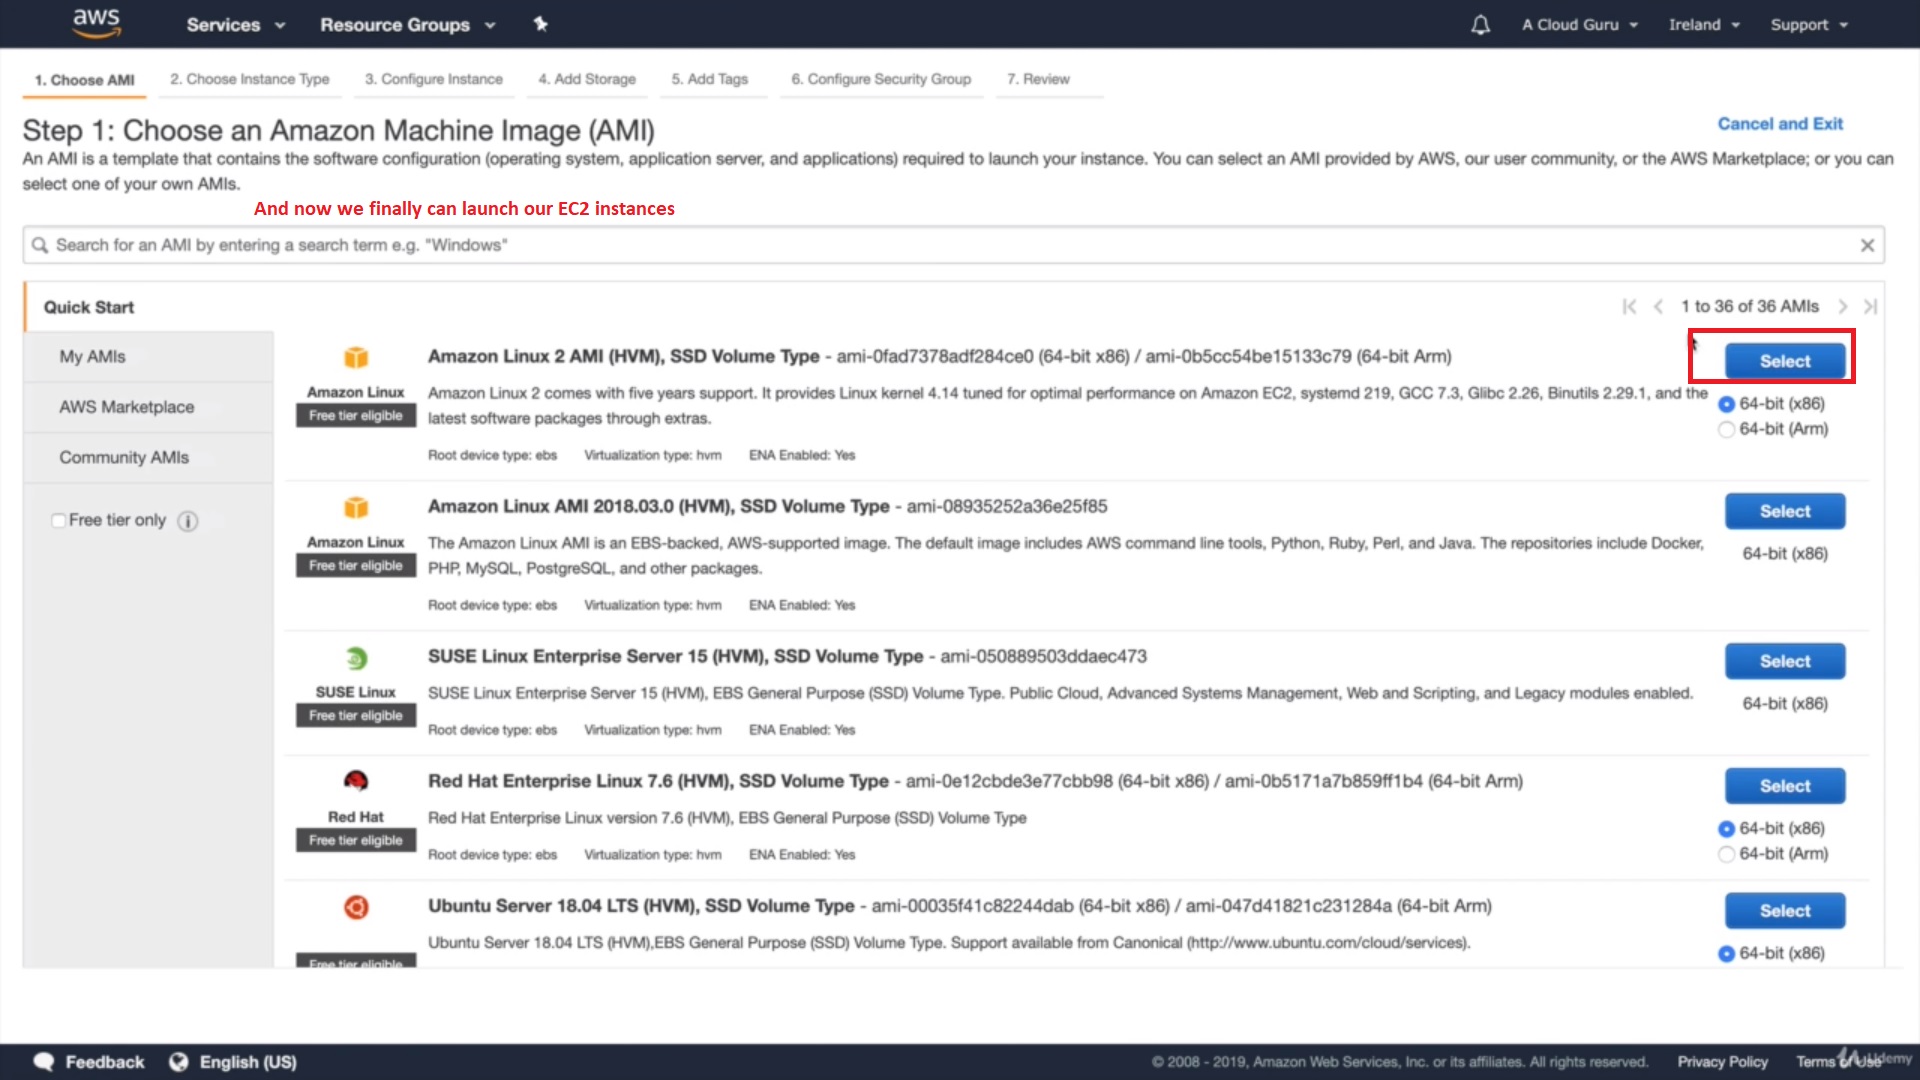 aws
Services
Resource Groups
A Cloud Guru
Ireland
Support
1. Choose AMI
2. Choose Instance Type
3. Configure Instance
4. Add Storage
5. Add Tags
6. Configure Security Group
7. Review
Step 1: Choose an Amazon Machine Image (AMI)
Cancel and Exit
An AMI is a template that contains the software configuration (operating system, application server, and applications) required to launch your instance. You can select an AMI provided by AWS, our user community, or the AWS Marketplace; or you can
select one of your own AMIs.
And now we finally can launch our EC2 instances
Search for an AMI by entering a search term e.g. "Windows"
Quick Start
My AMIs
AWS Marketplace
Community AMIs
Free tier only
1 to 36 of 36 AMIs
Amazon Linux
Free tier eligible
Amazon Linux 2 AMI (HVM), SSD Volume Type - ami-0fad7378adf284ce0 (64-bit x86) / ami-0b5cc54be15133c79 (64-bit Arm)
Amazon Linux 2 comes with five years support. It provides Linux kernel 4.14 tuned for optimal performance on Amazon EC2, systemd 219, GCC 7.3, Glibc 2.26, Binutils 2.29.1, and the
latest software packages through extras.
Root device type: ebs
Virtualization type: hvm
ENA Enabled: Yes
Select
64-bit (x86)
64-bit (Arm)
Amazon Linux
Free tier eligible
Amazon Linux AMI 2018.03.0 (HVM), SSD Volume Type - ami-08935252a36e25f85
The Amazon Linux AMI is an EBS-backed, AWS-supported image. The default image includes AWS command line tools, Python, Ruby, Perl, and Java. The repositories include Docker,
PHP, MySQL, PostgreSQL, and other packages.
Root device type: ebs
Virtualization type: hvm
ENA Enabled: Yes
Select
64-bit (x86)
SUSE Linux
Free tier eligible
SUSE Linux Enterprise Server 15 (HVM), SSD Volume Type - ami-050889503ddaec473
SUSE Linux Enterprise Server 15 (HVM), EBS General Purpose (SSD) Volume Type. Public Cloud, Advanced Systems Management, Web and Scripting, and Legacy modules enabled.
Root device type: ebs
Virtualization type: hvm
ENA Enabled: Yes
Select
64-bit (x86)
Red Hat
Free tier eligible
Red Hat Enterprise Linux 7.6 (HVM), SSD Volume Type - ami-0e12cbde3e77cbb98 (64-bit x86) / ami-0b5171a7b859ff1b4 (64-bit Arm)
Red Hat Enterprise Linux version 7.6 (HVM), EBS General Purpose (SSD) Volume Type
Root device type: ebs
Virtualization type: hvm
ENA Enabled: Yes
Select
64-bit (x86)
64-bit (Arm)
Free tier eligible
Ubuntu Server 18.04 LTS (HVM), SSD Volume Type - ami-00035f41c82244dab (64-bit x86) / ami-047d41821c231284a (64-bit Arm)
Ubuntu Server 18.04 LTS (HVM),EBS General Purpose (SSD) Volume Type. Support available from Canonical (http://www.ubuntu.com/cloud/services).
Select
64-bit (x86)
Feedback
English (US)
© 2008 - 2019, Amazon Web Services, Inc. or its affiliates. All rights reserved.
Privacy Policy
Terms of Use
Udemy